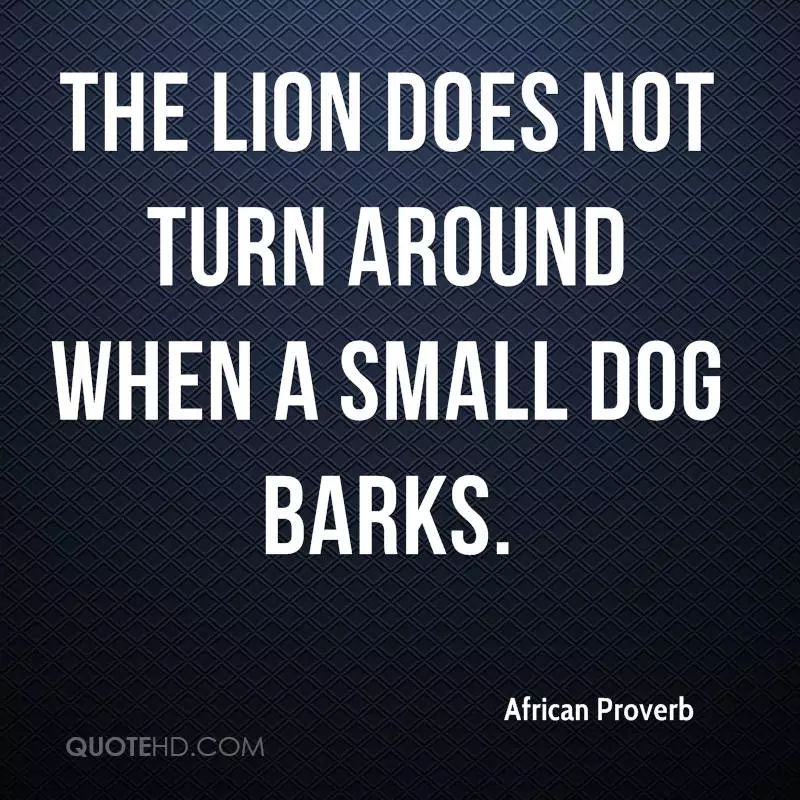 THE LION DOES NOT
TURN AROUND
WHEN A SMALL DOG
BARKS.
African Proverb
QUOTEHD.COM